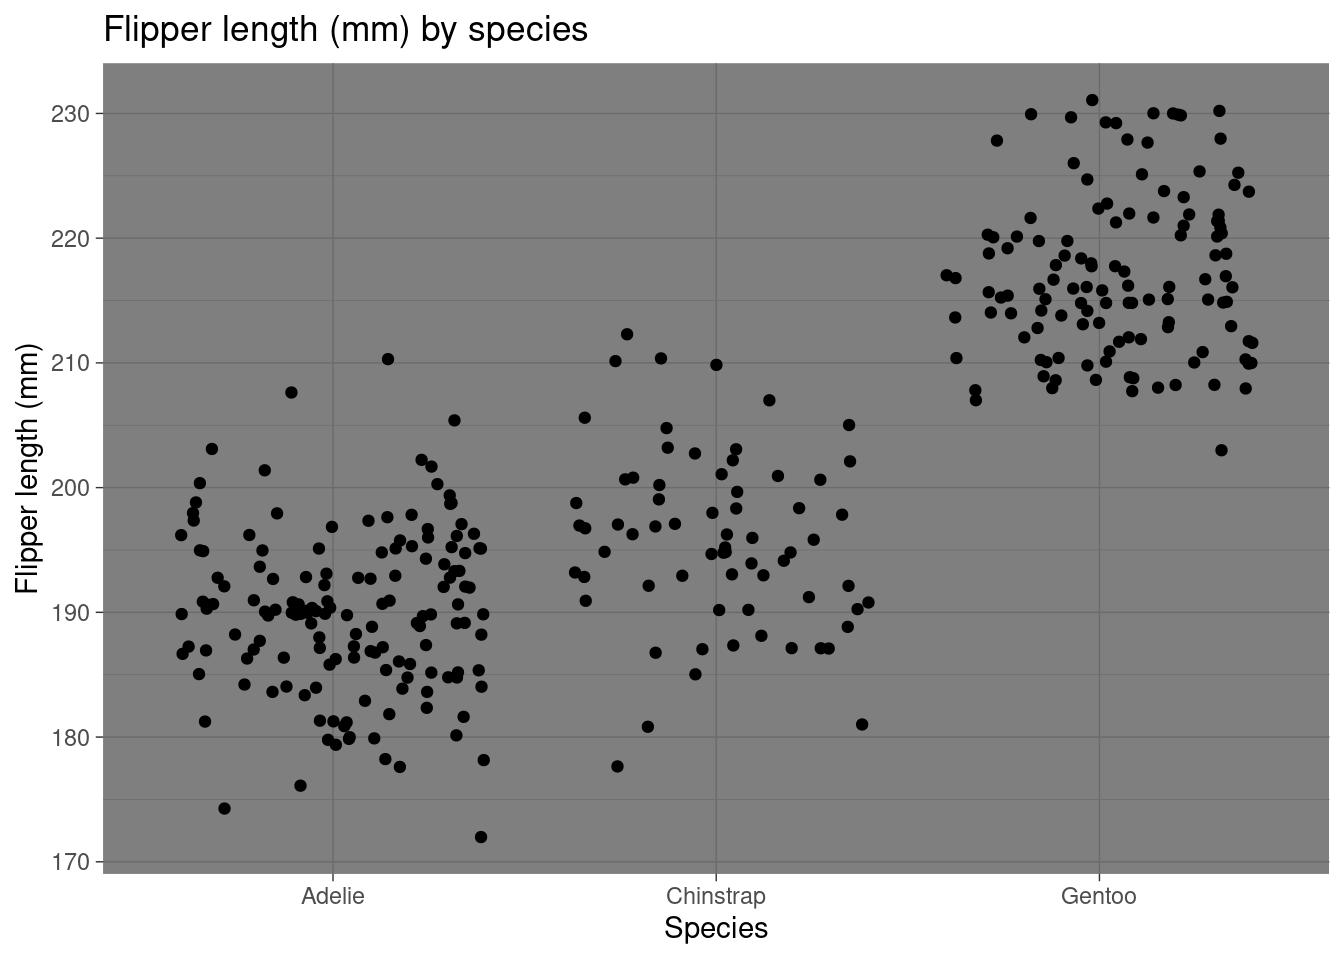 Flipper length (mm) by species
Flipper length (mm)
230
220
210
200
190
180
170
Adelie
Chinstrap
Gentoo
Species